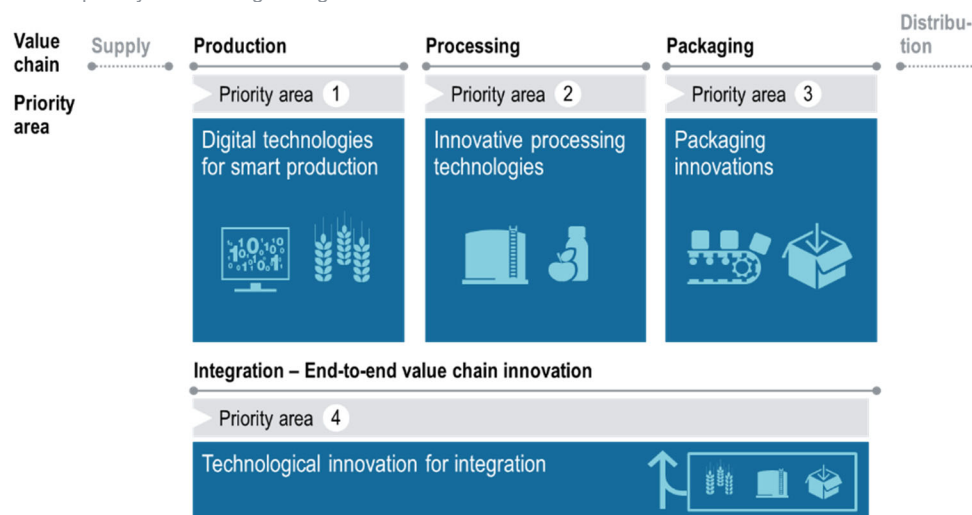 Value chain
Supply
Production
Processing
Packaging
Distribu-
tion
Priority area
Priority area 1
Priority area 2
Priority area 3
Digital technologies
for smart production
Innovative processing
technologies
Packaging
innovations
Integration – End-to-end value chain innovation
Priority area 4
Technological innovation for integration